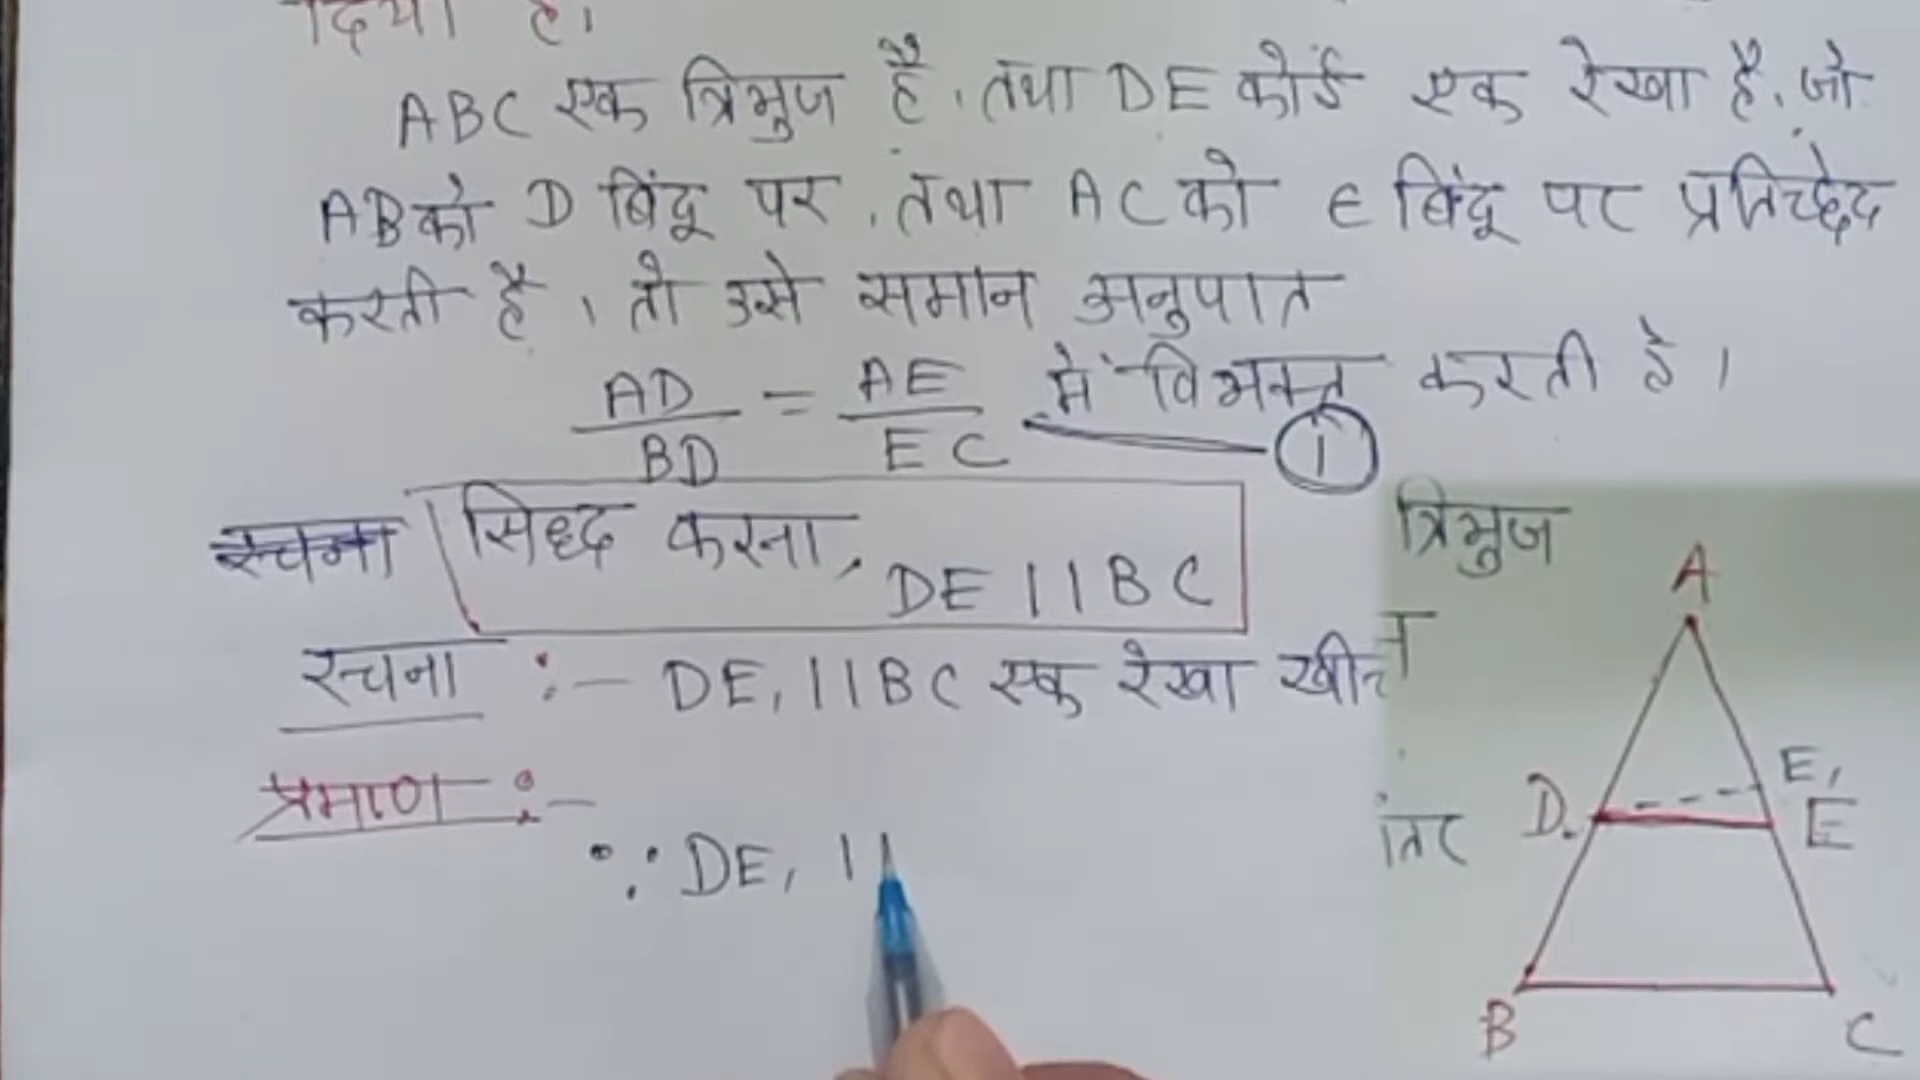 दिया है।
ABC एक त्रिभुज है, तथा DE कोई एक रेखा है, जो
AB को D बिंदू पर, तथा AC को E बिंदू पर प्रतिच्छेद
करती है, तो उसे समान अनुपात
AD/BD = AE/EC में विभक्त करती है। ①
रचना सिध्द करना, DE || BC
त्रिभुज
रचना :- DE, || BC एक रेखा खींच
प्रमाण :-
∵ DE, ||
A
D.
E,
E
B
C